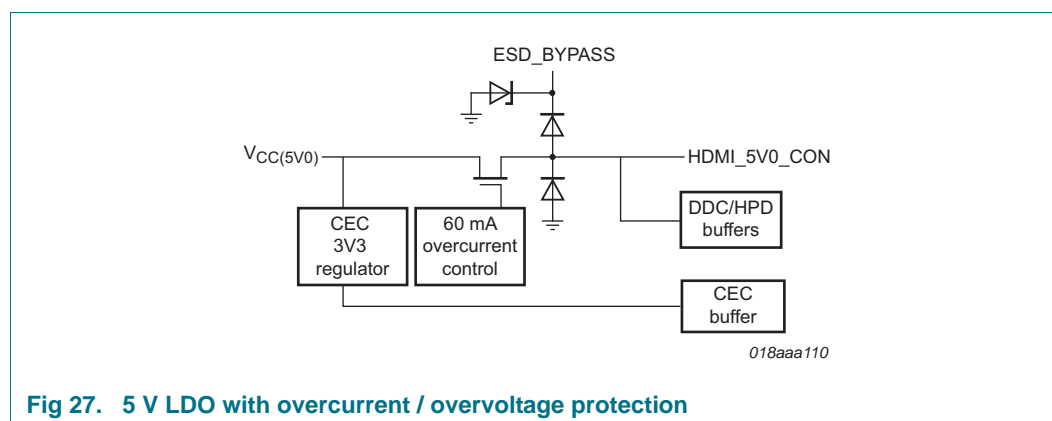 ESD_BYPASS
VCC(5V0)
HDMI_5V0_CON
CEC
3V3
regulator
60 mA
overcurrent
control
DDC/HPD
buffers
CEC
buffer
018aaa110
Fig 27. 5 V LDO with overcurrent / overvoltage protection